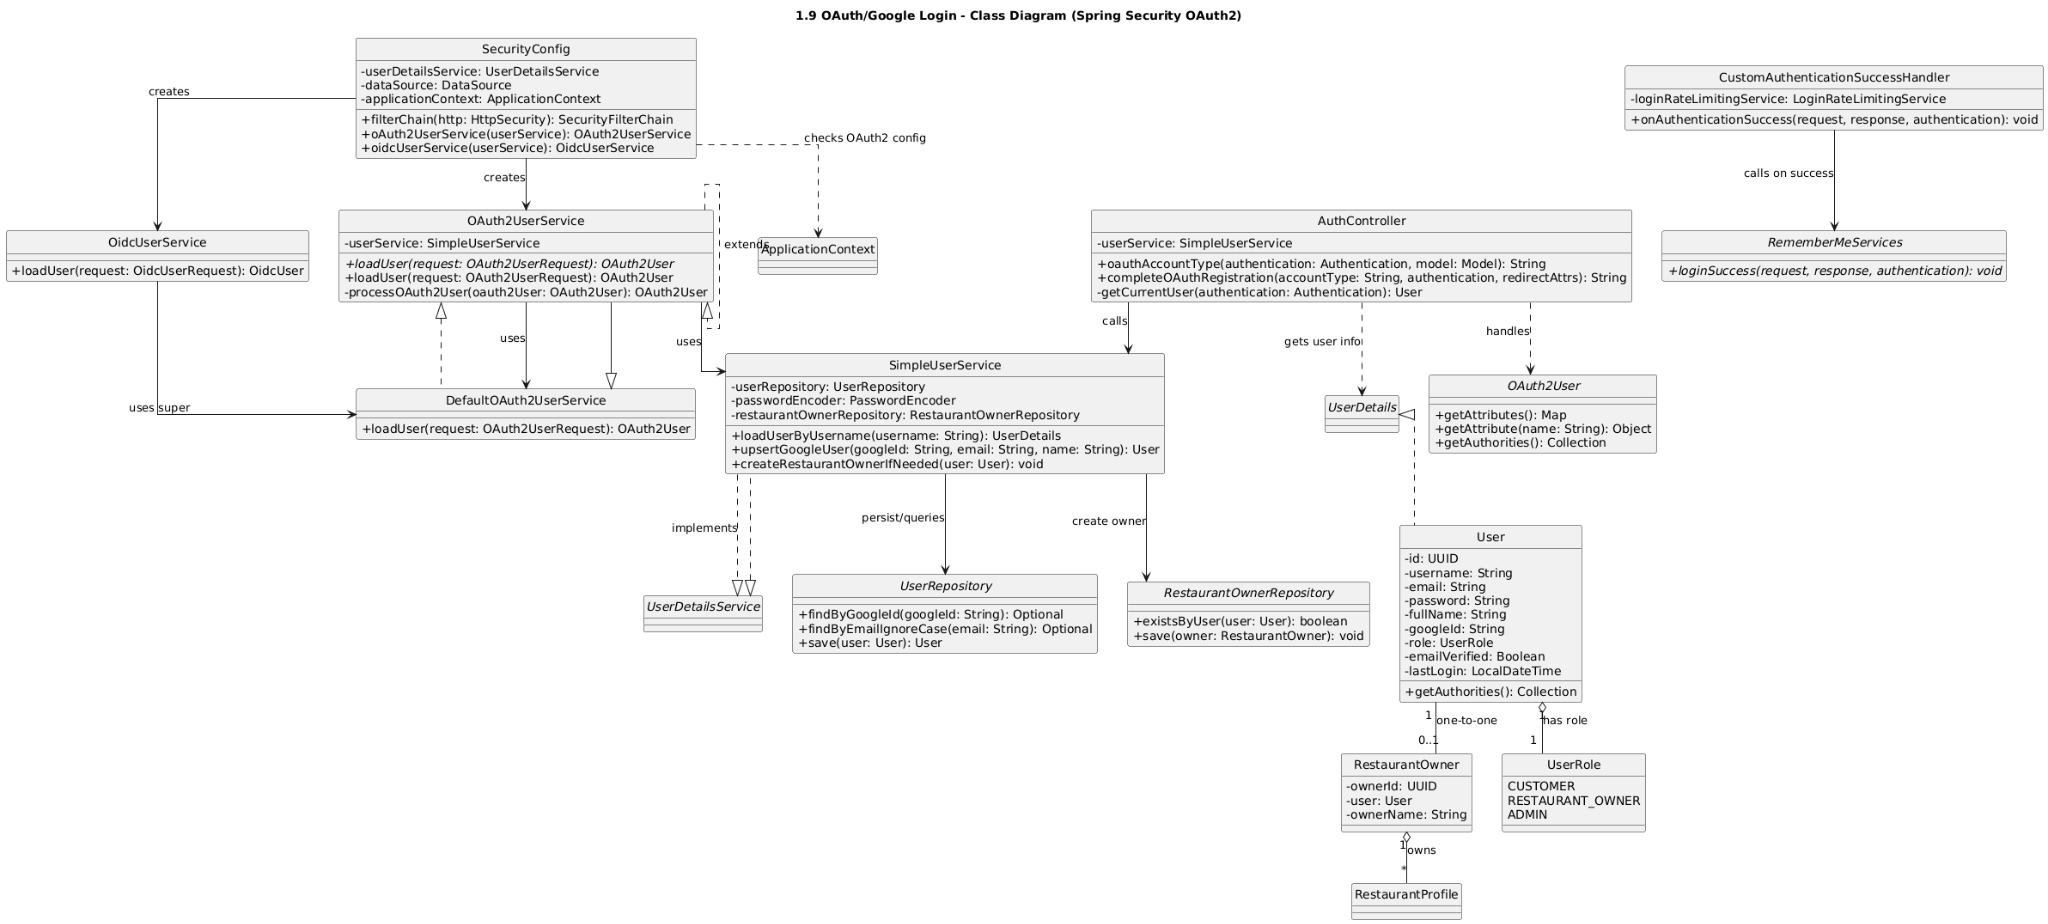 1.9 OAuth/Google Login - Class Diagram (Spring Security OAuth2)
SecurityConfig
-userDetailsService: UserDetailsService
-dataSource: DataSource
-applicationContext: ApplicationContext
+filterChain(http: HttpSecurity): SecurityFilterChain
+oAuth2UserService(userService): OAuth2UserService
+oidcUserService(userService): OidcUserService
CustomAuthenticationSuccessHandler
-loginRateLimitingService: LoginRateLimitingService
+onAuthenticationSuccess(request, response, authentication): void
creates
checks OAuth2 config
creates
calls on success
OidcUserService
+loadUser(request: OidcUserRequest): OidcUser
OAuth2UserService
-userService: SimpleUserService
+loadUser(request: OAuth2UserRequest): OAuth2User
+loadUser(request: OAuth2UserRequest): OAuth2User
-processOAuth2User(oauth2User: OAuth2User): OAuth2User
extends
ApplicationContext
AuthController
-userService: SimpleUserService
+oauthAccountType(authentication: Authentication, model: Model): String
+completeOAuthRegistration(accountType: String, authentication, redirectAttrs): String
-getCurrentUser(authentication: Authentication): User
RememberMeServices
+loginSuccess(request, response, authentication): void
uses
uses
calls
gets user info
handles
uses super
DefaultOAuth2UserService
+loadUser(request: OAuth2UserRequest): OAuth2User
SimpleUserService
-userRepository: UserRepository
-passwordEncoder: PasswordEncoder
-restaurantOwnerRepository: RestaurantOwnerRepository
+loadUserByUsername(username: String): UserDetails
+upsertGoogleUser(googleId: String, email: String, name: String): User
+createRestaurantOwnerIfNeeded(user: User): void
UserDetails
OAuth2User
+getAttributes(): Map
+getAttribute(name: String): Object
+getAuthorities(): Collection
implements
persist/queries
create owner
UserDetailsService
UserRepository
+findByGoogleId(googleId: String): Optional
+findByEmailIgnoreCase(email: String): Optional
+save(user: User): User
RestaurantOwnerRepository
+existsByUser(user: User): boolean
+save(owner: RestaurantOwner): void
User
-id: UUID
-username: String
-email: String
-password: String
-fullName: String
-googleId: String
-role: UserRole
-emailVerified: Boolean
-lastLogin: LocalDateTime
+getAuthorities(): Collection
1
one-to-one
0..1
1
has role
1
RestaurantOwner
-ownerId: UUID
-user: User
-ownerName: String
UserRole
CUSTOMER
RESTAURANT_OWNER
ADMIN
1
owns
*
RestaurantProfile